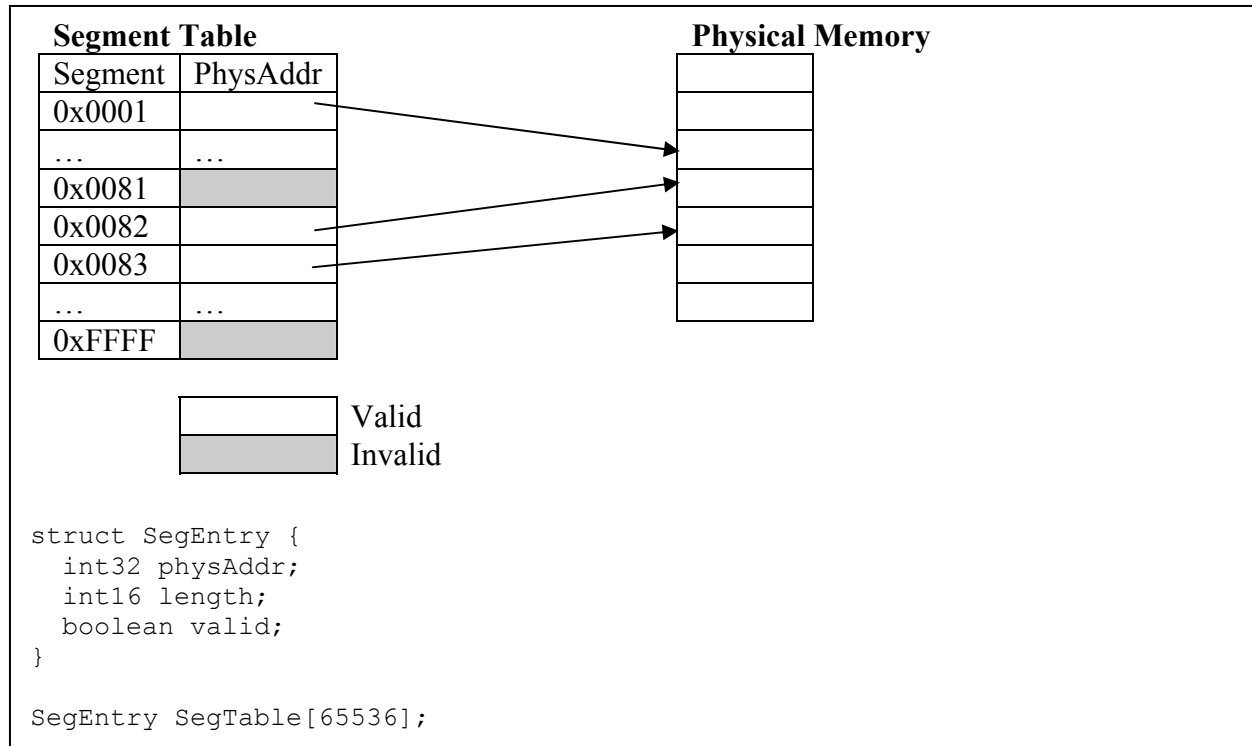 Segment Table Physical Memory
Segment PhysAddr
0x0001
… …
0x0081
0x0082
0x0083
… …
0xFFFF
Valid
Invalid
struct SegEntry {
int32 physAddr;
int16 length;
boolean valid;
}
SegEntry SegTable[65536];